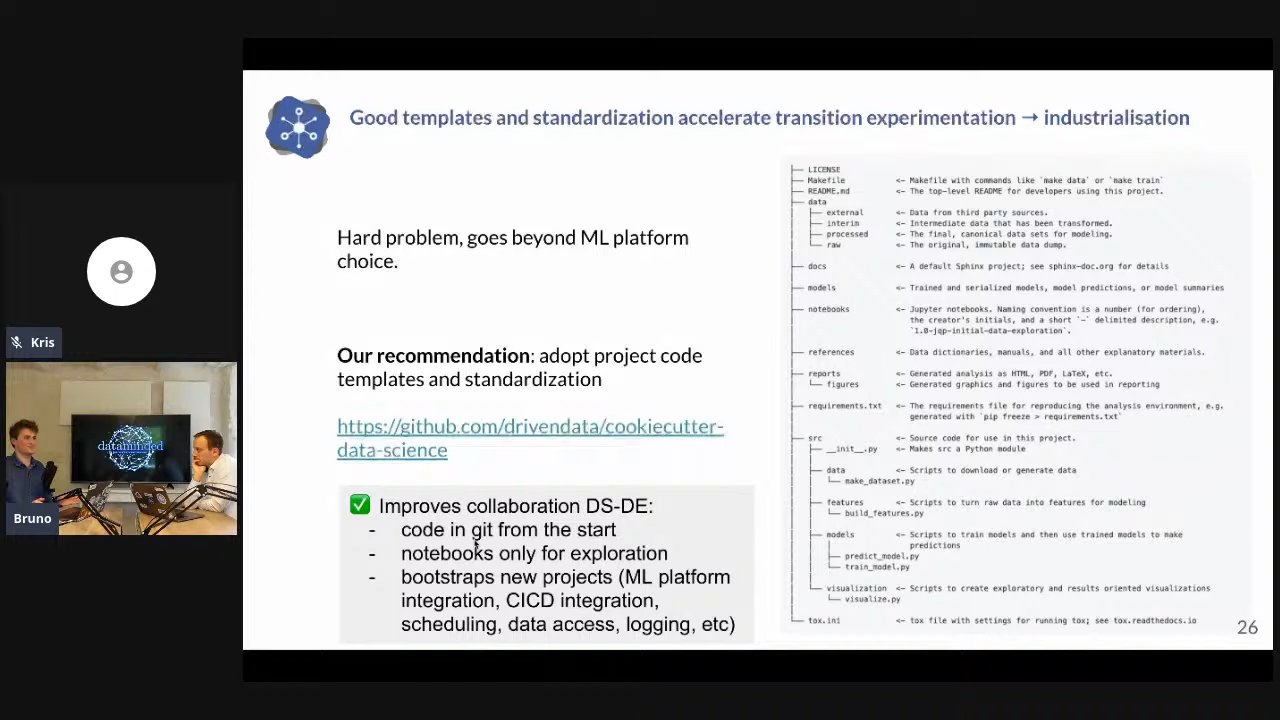 Good templates and standardization accelerate transition experimentation → industrialisation
Hard problem, goes beyond ML platform
choice.
Our recommendation: adopt project code
templates and standardization
https://github.com/drivendata/cookiecutter-
data-science
✅ Improves collaboration DS-DE:
- code in git from the start
- notebooks only for exploration
- bootstraps new projects (ML platform
integration, CICD integration,
scheduling, data access, logging, etc)
├── LICENSE
├── Makefile <- Makefile with commands like `make data` or `make train`
├── README.md <- The top-level README for developers using this project.
├── data
│ ├── external <- Data from third party sources.
│ ├── interim <- Intermediate data that has been transformed.
│ ├── processed <- The final, canonical data sets for modeling.
│ └── raw <- The original, immutable data dump.
├── docs <- A default Sphinx project; see sphinx-doc.org for details
├── models <- Trained and serialized models, model predictions, or model summaries
├── notebooks <- Jupyter notebooks. Naming convention is a number (for ordering),
│ the creator's initials, and a short `-` delimited description, e.g.
│ `1.0-jqp-initial-data-exploration`.
├── references <- Data dictionaries, manuals, and all other explanatory materials.
├── reports <- Generated analysis as HTML, PDF, LaTeX, etc.
│ └── figures <- Generated graphics and figures to be used in reporting
├── requirements.txt <- The requirements file for reproducing the analysis environment, e.g.
│ generated with `pip freeze > requirements.txt`
├── src <- Source code for use in this project.
│ ├── __init__.py <- Makes src a Python module
│ ├── data <- Scripts to download or generate data
│ │ └── make_dataset.py
│ ├── features <- Scripts to turn raw data into features for modeling
│ │ └── build_features.py
│ ├── models <- Scripts to train models and then use trained models to make
│ │ │ predictions
│ │ ├── predict_model.py
│ │ └── train_model.py
│ └── visualization <- Scripts to create exploratory and results oriented visualizations
│ └── visualize.py
└── tox.ini <- tox file with settings for running tox; see tox.readthedocs.io
26
Kris
dataminded
Bruno